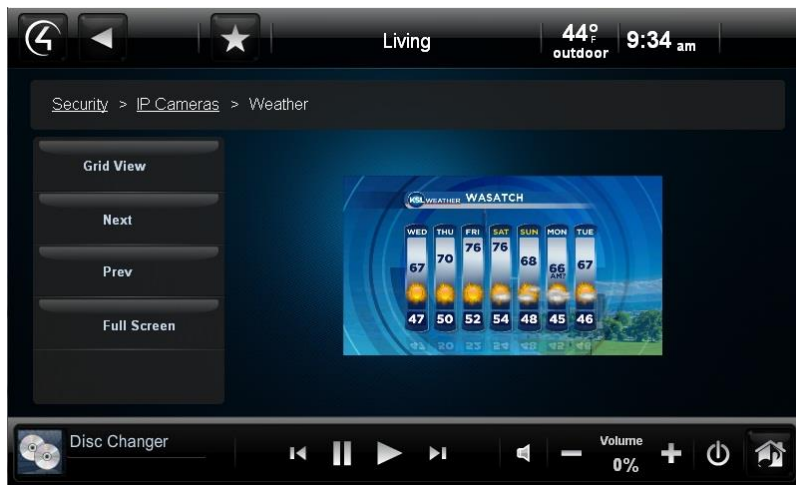 Living
44°F
outdoor
9:34 am
Security > IP Cameras > Weather
Grid View
Next
Prev
Full Screen
KSL WEATHER WASATCH
WED THU FRI SAT SUN MON TUE
67 70 76 76 68 66 67
AM?
47 50 52 54 48 45 46
Disc Changer
Volume
0%